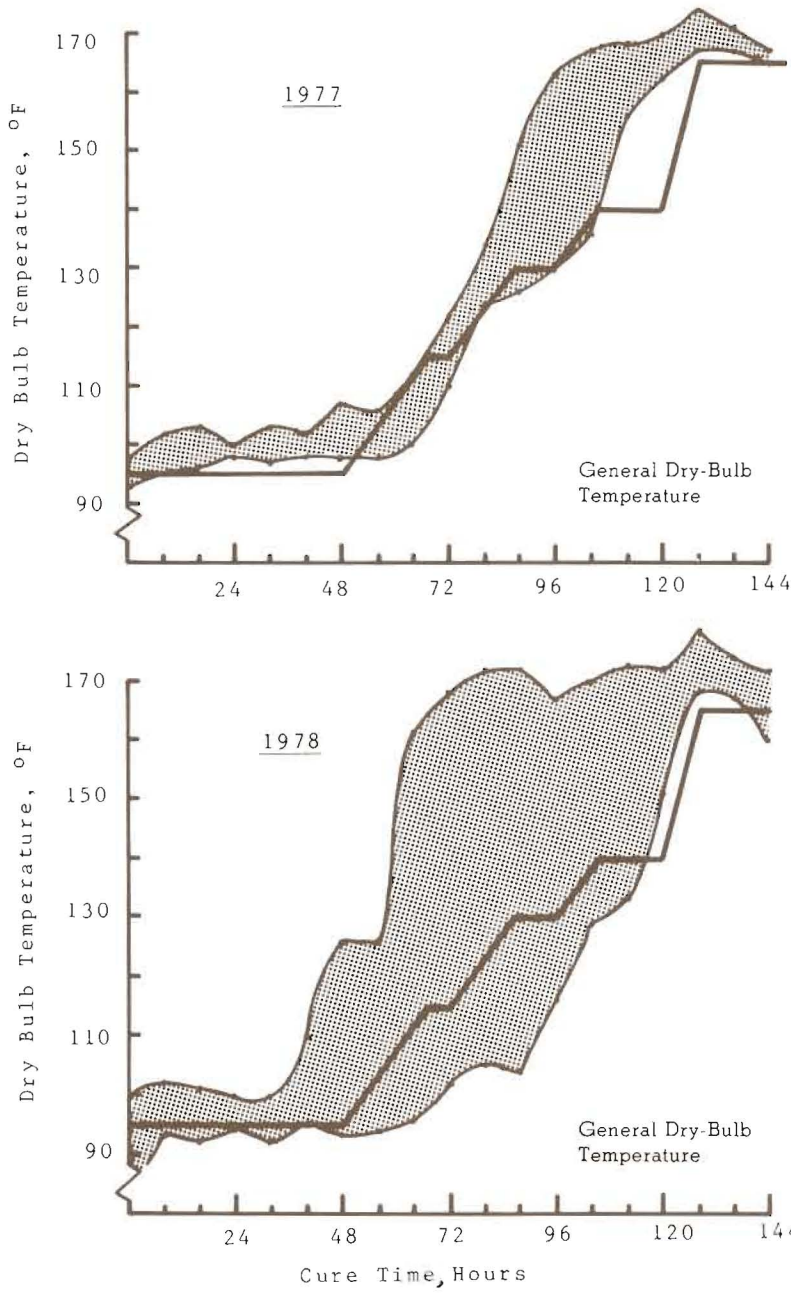 Dry Bulb Temperature, °F
170
150
130
110
90
1977
General Dry-Bulb
Temperature
24 48 72 96 120 144
Dry Bulb Temperature, °F
170
150
130
110
90
1978
General Dry-Bulb
Temperature
24 48 72 96 120 144
Cure Time, Hours